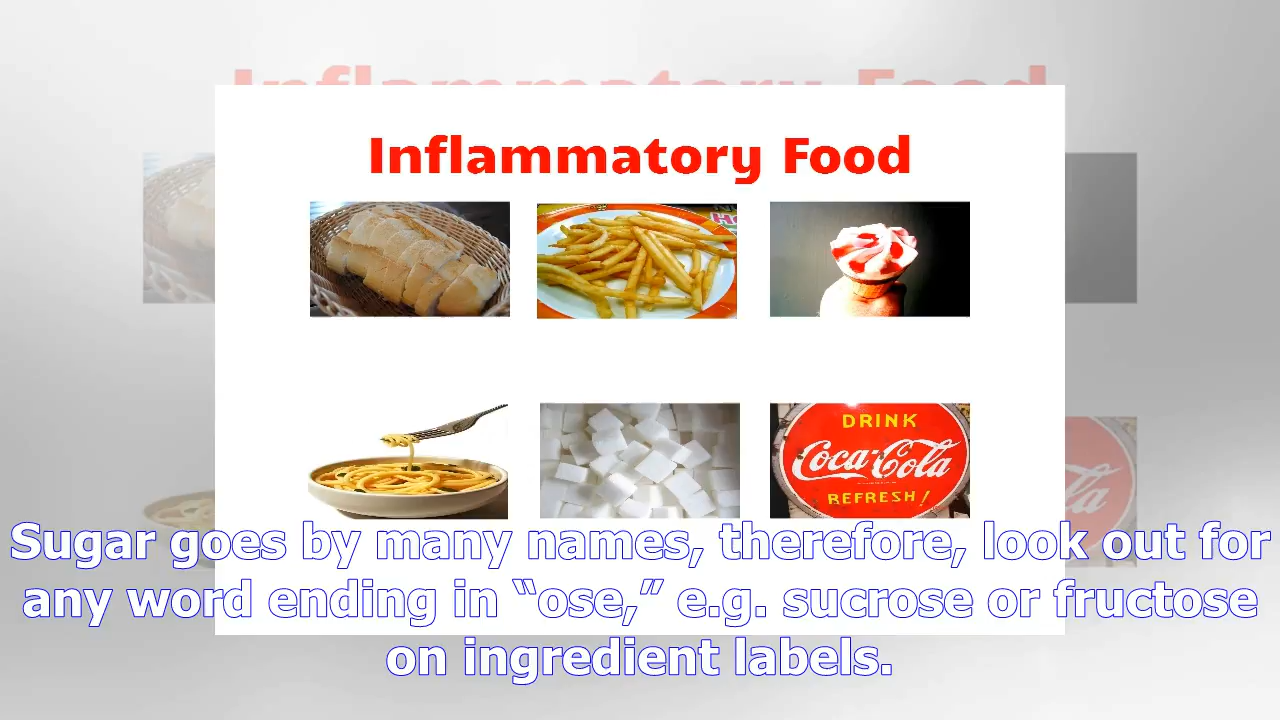 Inflammatory Food
DRINK
Coca-Cola
REFRESH!
Sugar goes by many names, therefore, look out for
any word ending in “ose,” e.g. sucrose or fructose
on ingredient labels.